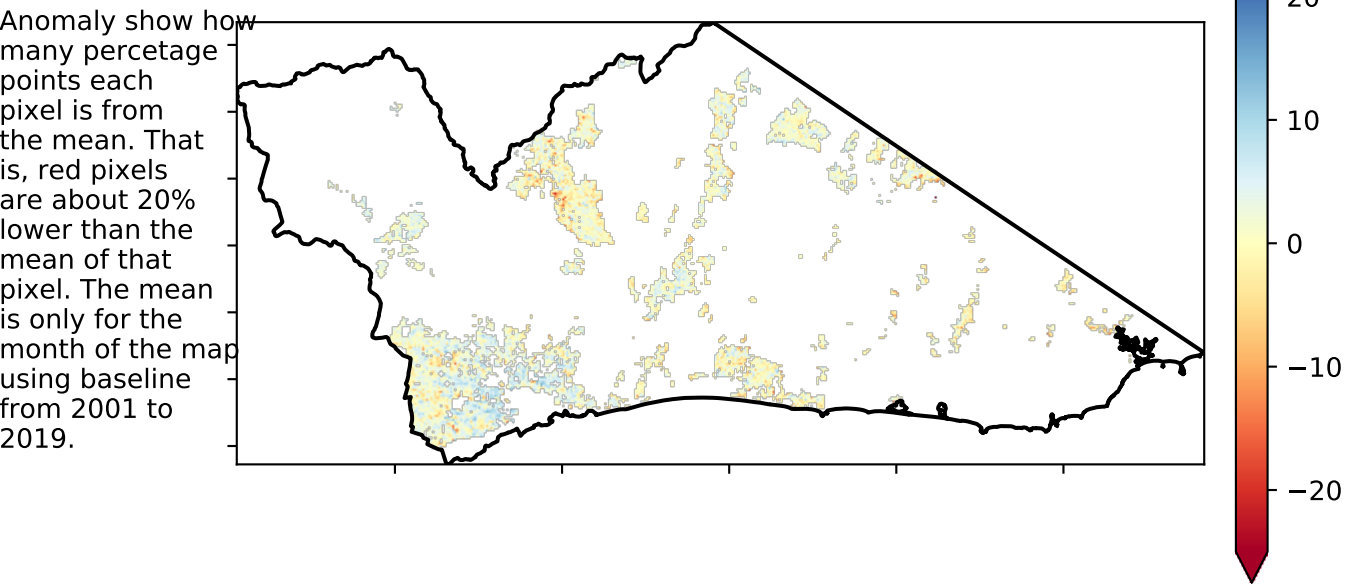 Anomaly show how
many percetage
points each
pixel is from
the mean. That
is, red pixels
are about 20%
lower than the
mean of that
pixel. The mean
is only for the
month of the map
using baseline
from 2001 to
2019.
20
10
0
−10
−20